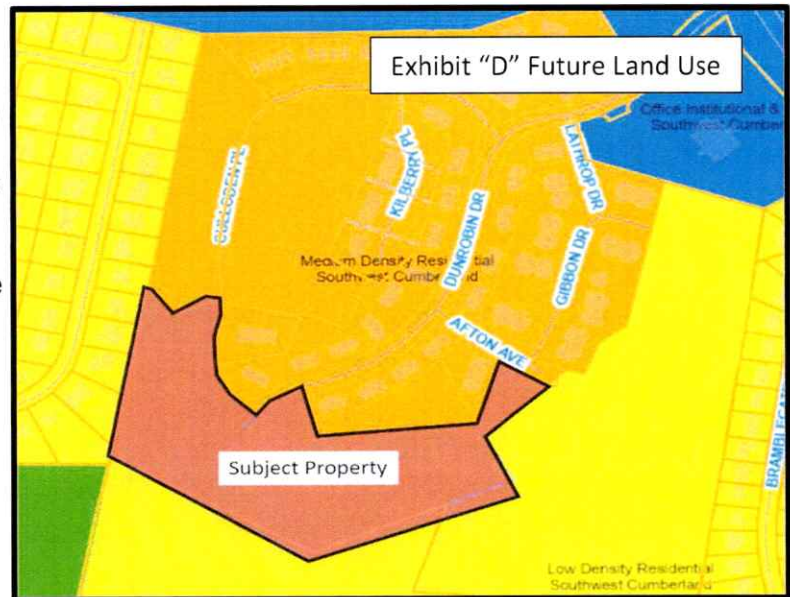 Exhibit "D" Future Land Use
Office Institutional &
Southwest Cumber
LATHROP DR
CULLODEN PL
KILBERRY PL
DUNROBIN DR
GIBBON DR
Medium Density Residential
Southwest Cumberland
AFTON AVE
Subject Property
BRAMBLEGAT
Low Density Residential
Southwest Cumberland
e